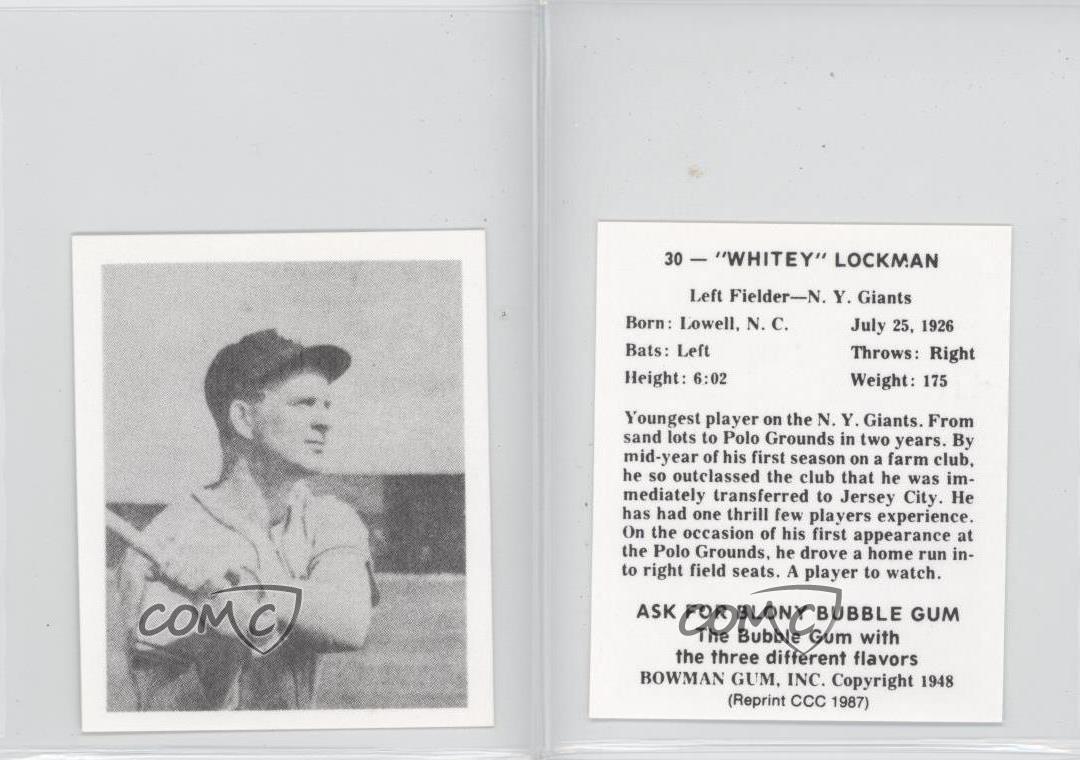 COMC
30 — "WHITEY" LOCKMAN
Left Fielder—N. Y. Giants
Born: Lowell, N. C. July 25, 1926
Bats: Left Throws: Right
Height: 6:02 Weight: 175
Youngest player on the N. Y. Giants. From
sand lots to Polo Grounds in two years. By
mid-year of his first season on a farm club,
he so outclassed the club that he was im-
mediately transferred to Jersey City. He
has had one thrill few players experience.
On the occasion of his first appearance at
the Polo Grounds, he drove a home run in-
to right field seats. A player to watch.
ASK FOR BLONY BUBBLE GUM
COMC
The Bubble Gum with
the three different flavors
BOWMAN GUM, INC. Copyright 1948
(Reprint CCC 1987)